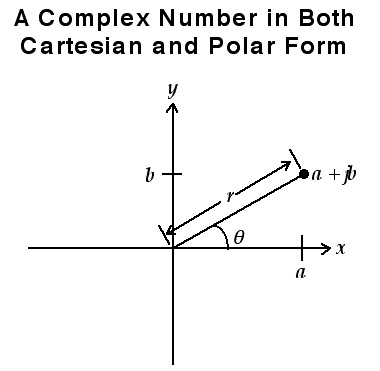 A Complex Number in Both
Cartesian and Polar Form
y
b
a + jb
r
θ
x
a